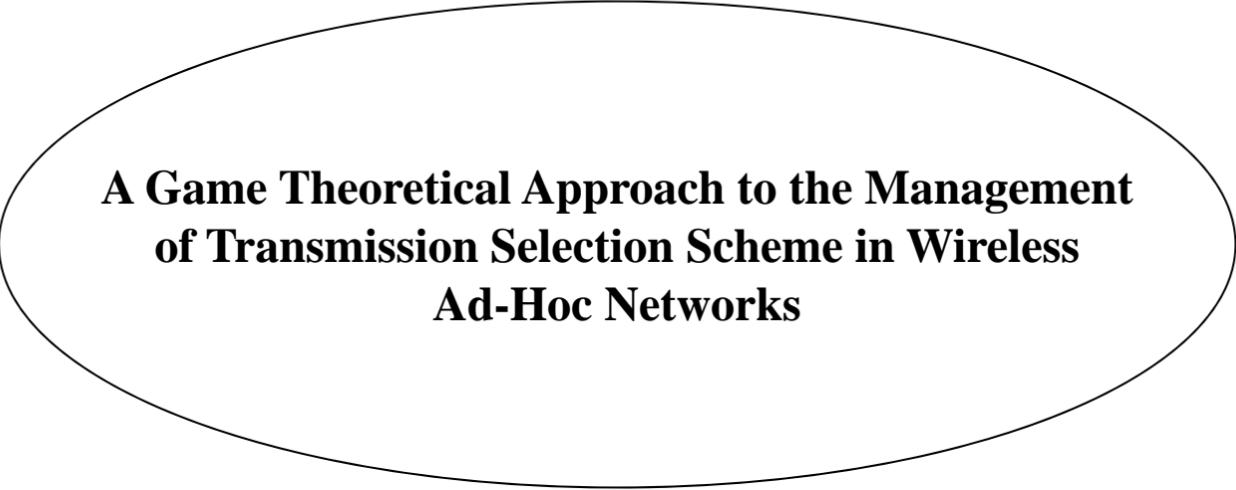 A Game Theoretical Approach to the Management
of Transmission Selection Scheme in Wireless
Ad-Hoc Networks